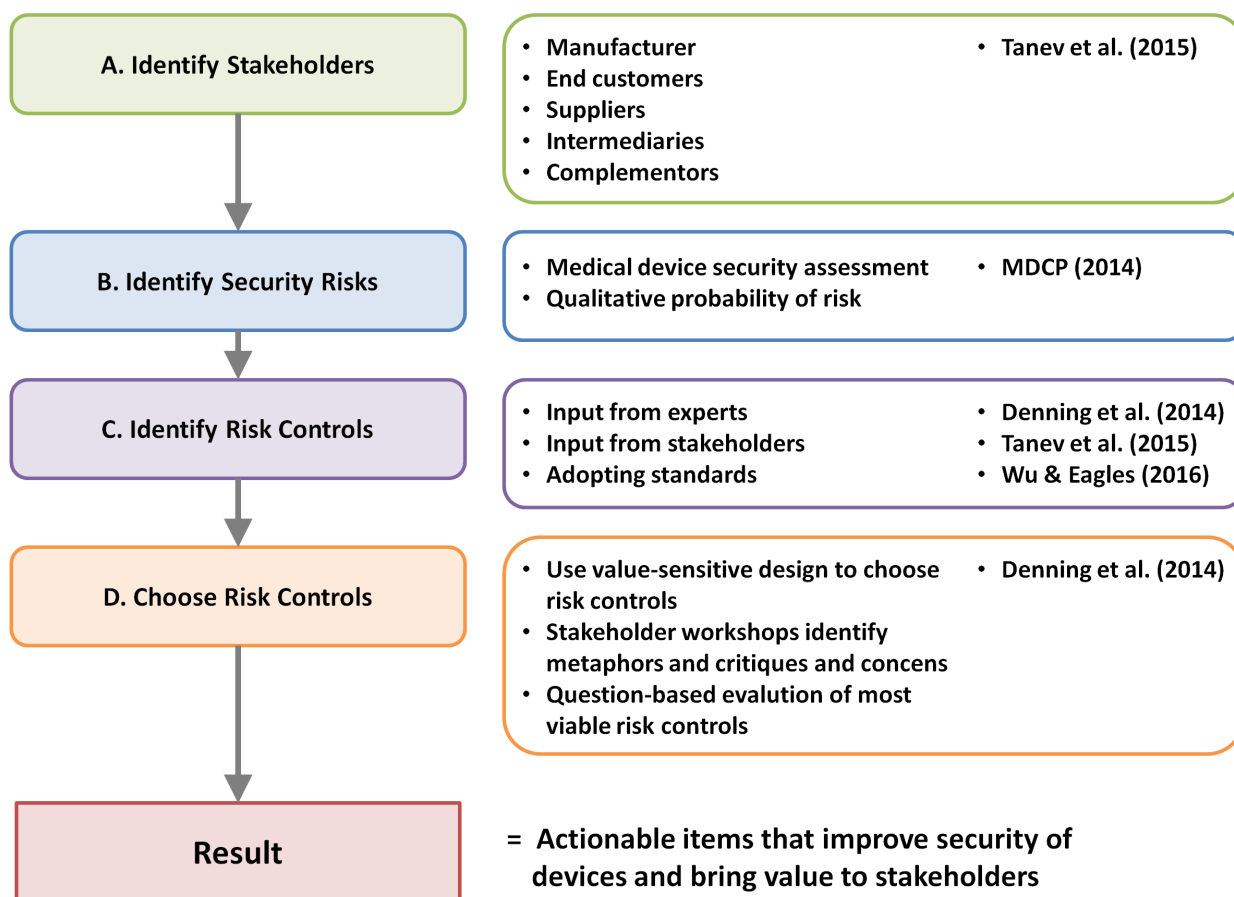 A. Identify Stakeholders
• Manufacturer
• End customers
• Suppliers
• Intermediaries
• Complementors
• Tanev et al. (2015)
B. Identify Security Risks
• Medical device security assessment
• Qualitative probability of risk
• MDCP (2014)
C. Identify Risk Controls
• Input from experts
• Input from stakeholders
• Adopting standards
• Denning et al. (2014)
• Tanev et al. (2015)
• Wu & Eagles (2016)
D. Choose Risk Controls
• Use value-sensitive design to choose
risk controls
• Stakeholder workshops identify
metaphors and critiques and concens
• Question-based evalution of most
viable risk controls
• Denning et al. (2014)
Result
= Actionable items that improve security of
devices and bring value to stakeholders